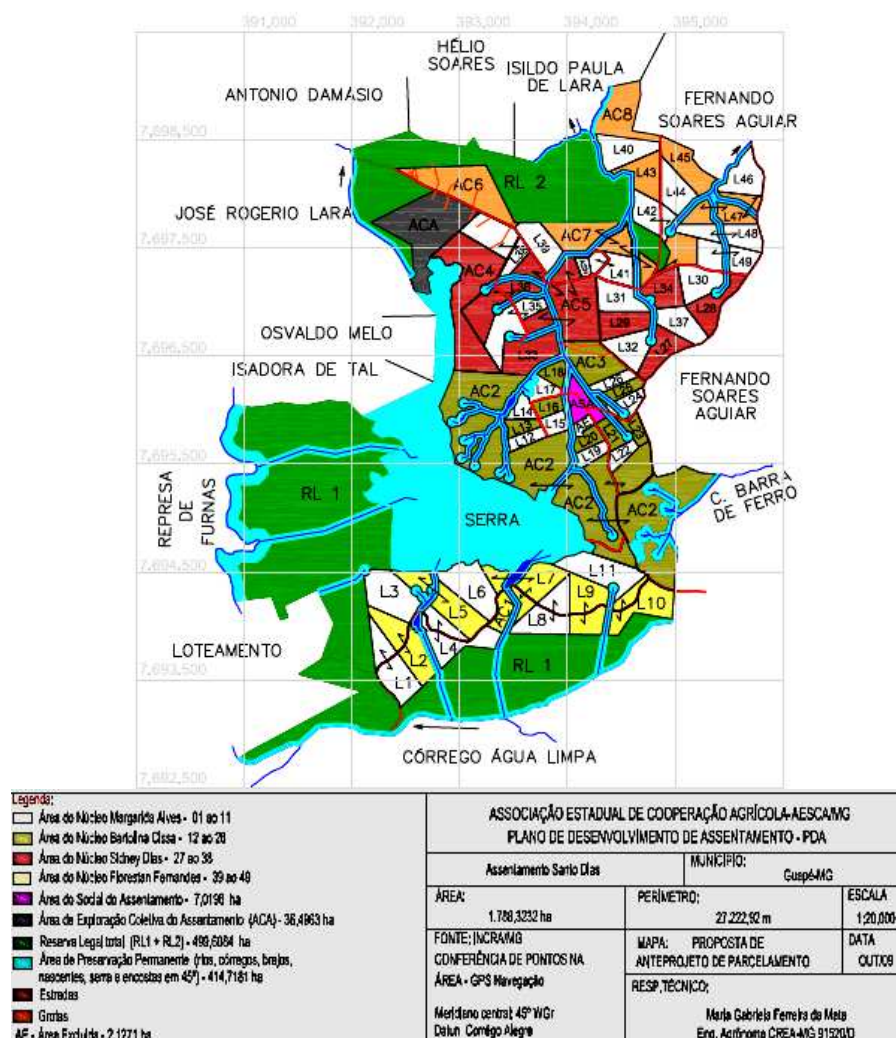 391,000 392,000 393,000 394,000 395,000
HÉLIO
SOARES
ISILDO PAULA
DE LARA
ANTONIO DAMÁSIO
FERNANDO
SOARES AGUIAR
7,698,500
AC8
L40
L45
L43
L44
L46
RL 2
AC6
L42
L47
JOSÉ ROGERIO LARA
ACA
7,697,500
L39
AC7
L48
L49
AC4
L41
L30
L34
L36
L35
AC5
L31
L28
OSVALDO MELO
L29
L37
7,696,500
L33
L32
L27
ISADORA DE TAL
AC3
L18
L26
L25
FERNANDO
SOARES
AGUIAR
AC2
L17
L24
L14
L16
L13
L15
AE
L12
L20
L19
L22
7,695,500
AC2
RL 1
REPRESA
DE
FURNAS
SERRA
AC2
AC2
C. BARRA
DE FERRO
7,694,500
L11
L3
L6
L7
L5
L9
L10
AC1
L8
L4
LOTEAMENTO
L2
RL 1
7,693,500
L1
CÓRREGO ÁGUA LIMPA
7,692,500
Legenda:
Área do Núcleo Margarida Alves - 01 ao 11
Área do Núcleo Bartolina Cissa - 12 ao 26
Área do Núcleo Sidney Dias - 27 ao 38
Área do Núcleo Florestan Fernandes - 39 ao 49
Área do Social do Assentamento - 7,0196 ha
Área de Exploração Coletiva do Assentamento (ACA) - 36,4963 ha
Reserva Legal total (RL1 + RL2) - 499,6084 ha
Área de Preservação Permanente (rios, córregos, brejos,
nascentes, serra e encostas em 45º) - 414,7181 ha
Estradas
Grotas
AE - Área Excluída - 2,1271 ha
ASSOCIAÇÃO ESTADUAL DE COOPERAÇÃO AGRÍCOLA-AESCA/MG
PLANO DE DESENVOLVIMENTO DE ASSENTAMENTO - PDA
Assentamento Santo Dias
MUNICÍPIO:
Guapé-MG
ÁREA:
1.788,3232 ha
PERÍMETRO:
27.222,92 m
ESCALA
1:20,000
FONTE: INCRA/MG
CONFERÊNCIA DE PONTOS NA
ÁREA - GPS Navegação
Meridiano central: 45º WGr
Datun Corrégo Alegre
MAPA: PROPOSTA DE
ANTEPROJETO DE PARCELAMENTO
DATA
OUT/09
RESP.TÉCNICO:
Maria Gabriela Ferreira da Mata
Eng. Agrônoma CREA-MG 91520/D